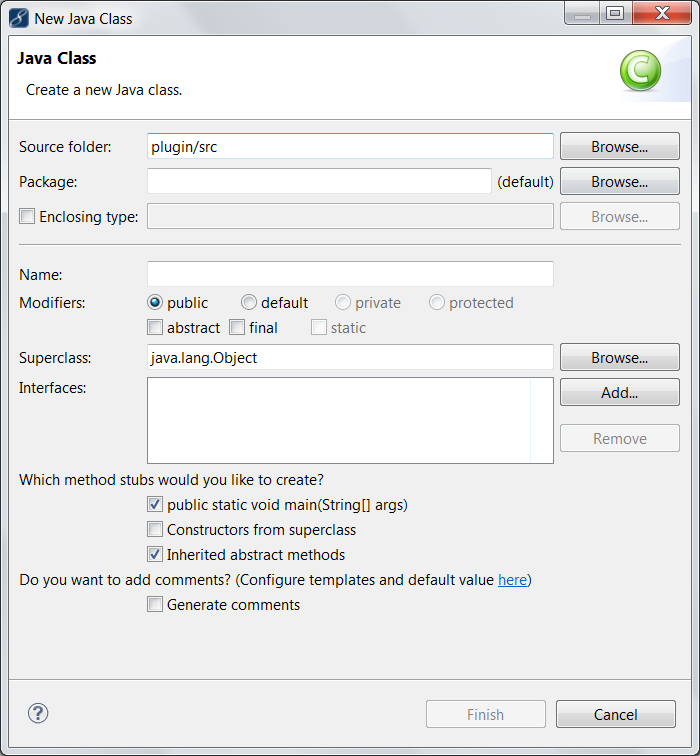 New Java Class
Java Class
Create a new Java class.
C
Source folder: plugin/src Browse...
Package: (default) Browse...
Enclosing type: Browse...
Name:
Modifiers: public default private protected
abstract final static
Superclass: java.lang.Object Browse...
Interfaces: Add...
Remove
Which method stubs would you like to create?
public static void main(String[] args)
Constructors from superclass
Inherited abstract methods
Do you want to add comments? (Configure templates and default value here)
Generate comments
? Finish Cancel